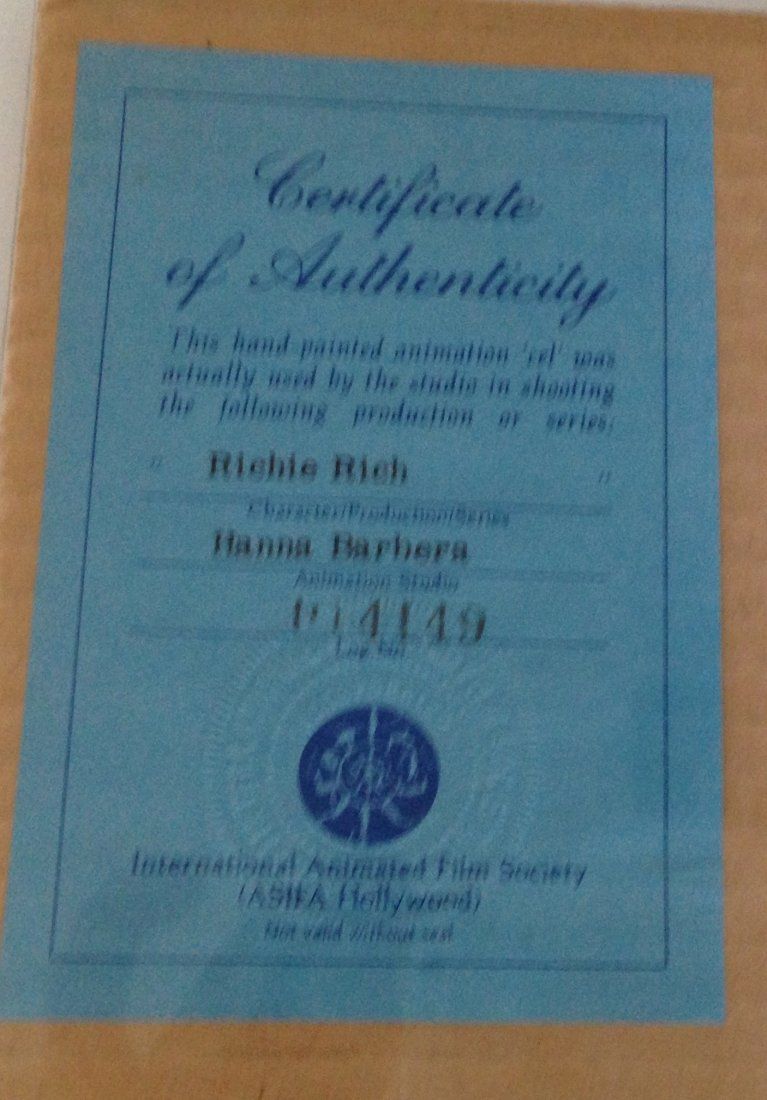 Certificate
of Authenticity
This hand painted animation 'cel' was
actually used by the studio in shooting
the following production or series:
" Richie Rich "
Character/Production/Series
Hanna Barbera
Animation Studio
Log No.
International Animated Film Society
(ASIFA Hollywood)
Not valid without seal